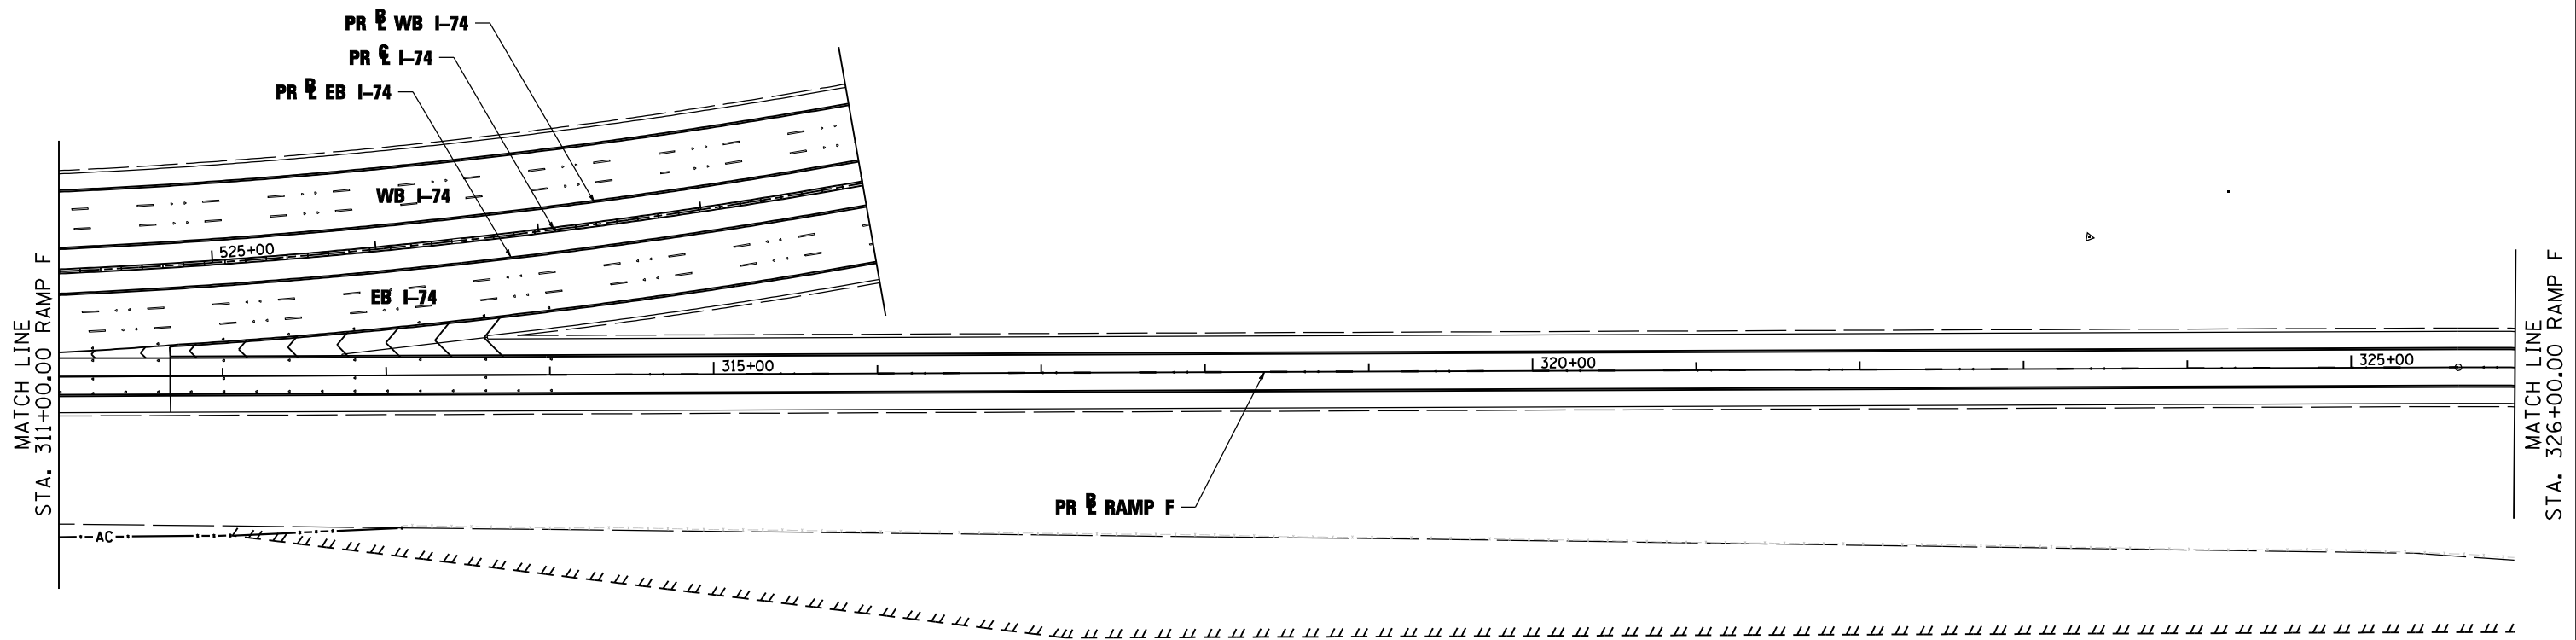 PR ℄ WB I-74
PR ℄ I-74
PR ℄ EB I-74
WB I-74
525+00
EB I-74
MATCH LINE
STA. 311+00.00 RAMP F
315+00
320+00
325+00
MATCH LINE
STA. 326+00.00 RAMP F
PR ℄ RAMP F
AC